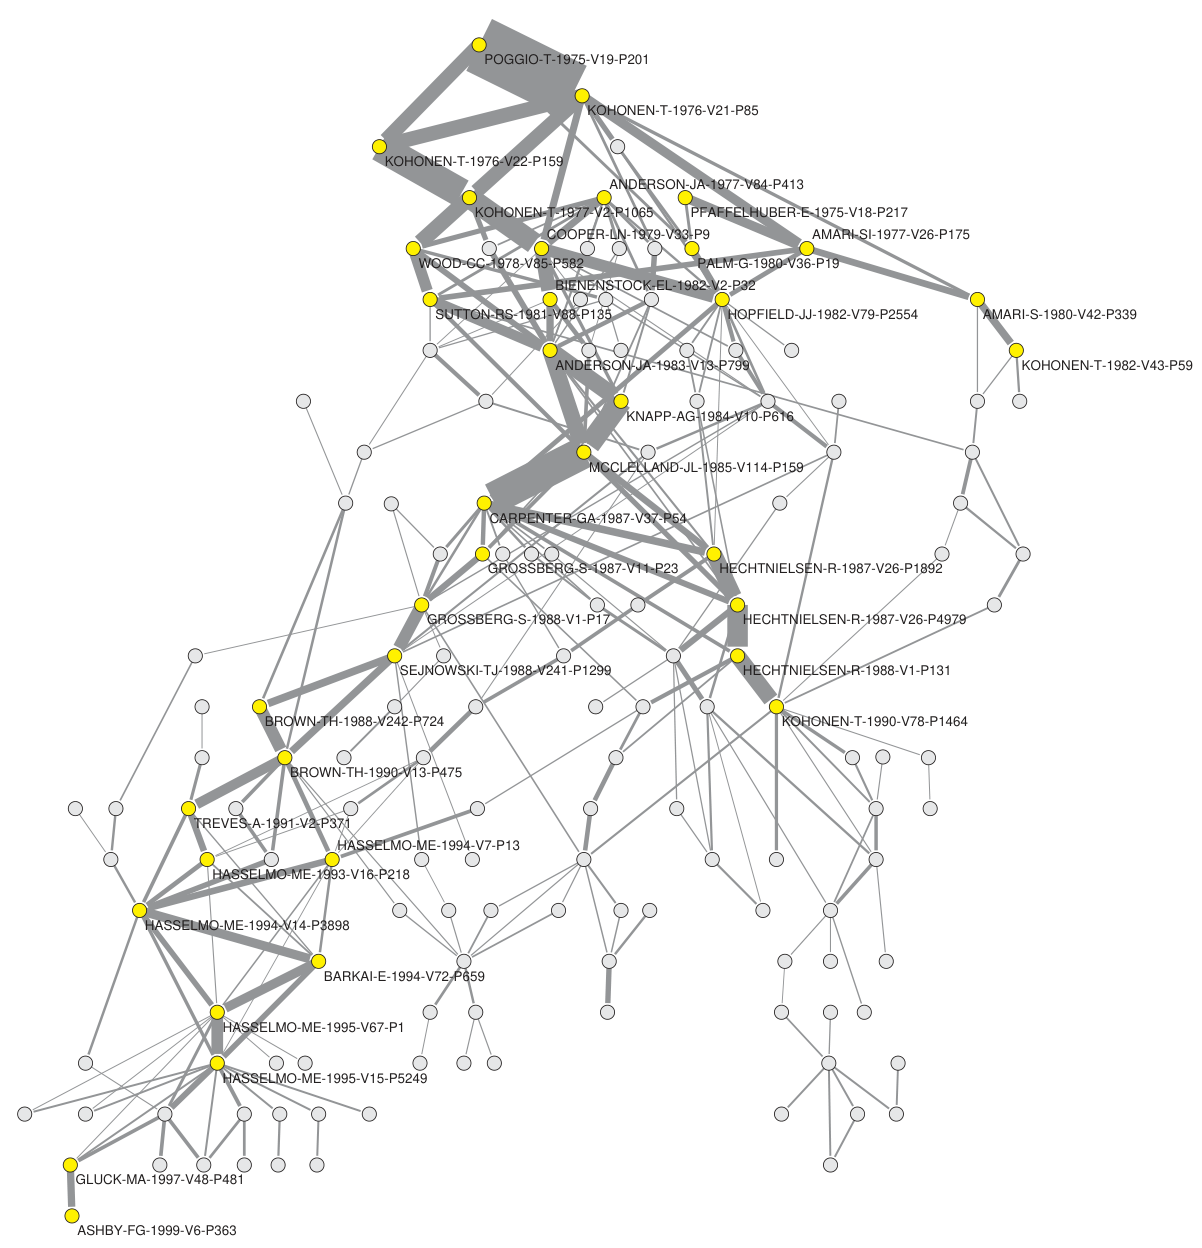 POGGIO-T-1975-V19-P201
KOHONEN-T-1976-V21-P85
KOHONEN-T-1976-V22-P159
ANDERSON-JA-1977-V84-P413
KOHONEN-T-1977-V2-P1065
PFAFFELHUBER-E-1975-V18-P217
COOPER-LN-1979-V33-P9
AMARI-SI-1977-V26-P175
WOOD-CC-1978-V85-P582
PALM-G-1980-V36-P19
BIENENSTOCK-EL-1982-V2-P32
SUTTON-RS-1981-V88-P135
HOPFIELD-JJ-1982-V79-P2554
AMARI-S-1980-V42-P339
ANDERSON-JA-1983-V13-P799
KOHONEN-T-1982-V43-P59
KNAPP-AG-1984-V10-P616
MCCLELLAND-JL-1985-V114-P159
CARPENTER-GA-1987-V37-P54
GROSSBERG-S-1987-V11-P23
HECHTNIELSEN-R-1987-V26-P1892
GROSSBERG-S-1988-V1-P17
HECHTNIELSEN-R-1987-V26-P4979
SEJNOWSKI-TJ-1988-V241-P1299
HECHTNIELSEN-R-1988-V1-P131
BROWN-TH-1988-V242-P724
KOHONEN-T-1990-V78-P1464
BROWN-TH-1990-V13-P475
TREVES-A-1991-V2-P371
HASSELMO-ME-1994-V7-P13
HASSELMO-ME-1993-V16-P218
HASSELMO-ME-1994-V14-P3898
BARKAI-E-1994-V72-P659
HASSELMO-ME-1995-V67-P1
HASSELMO-ME-1995-V15-P5249
GLUCK-MA-1997-V48-P481
ASHBY-FG-1999-V6-P363